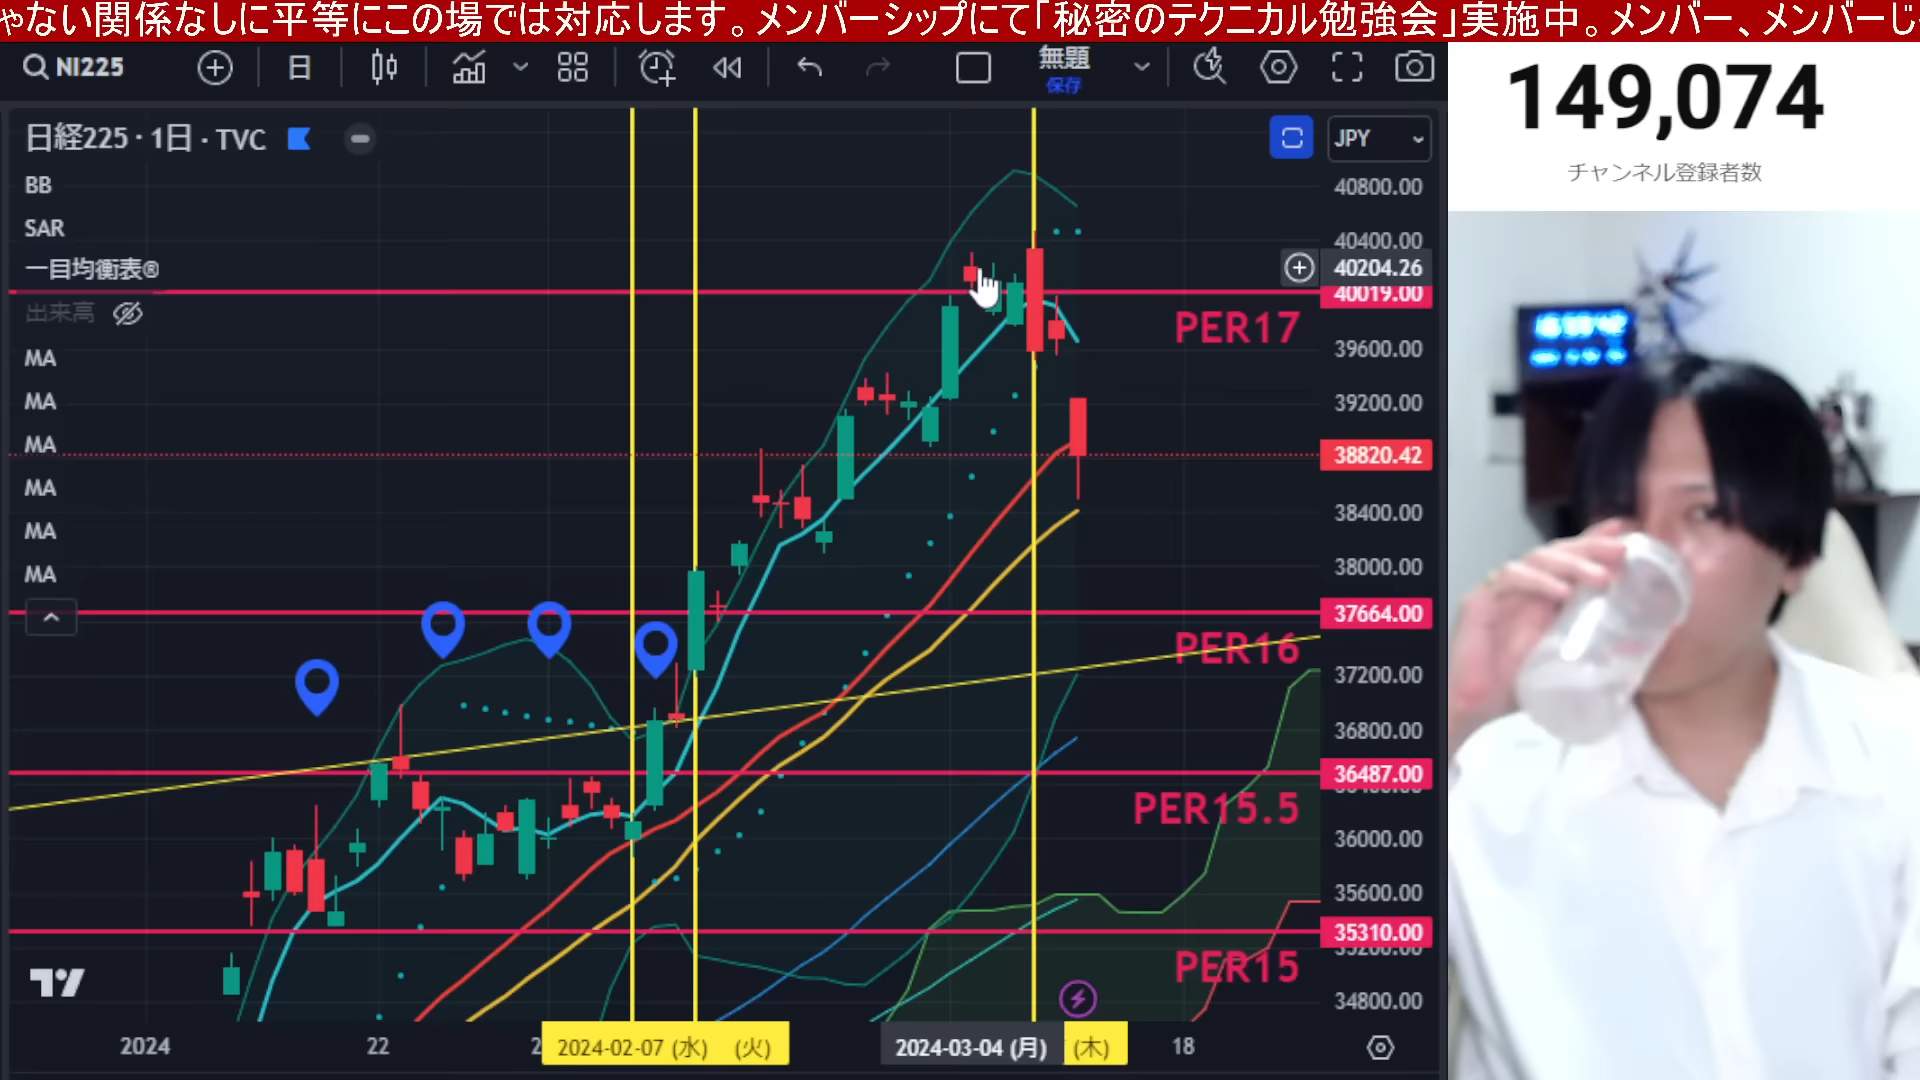 ゃない関係なしに平等にこの場では対応します。メンバーシップにて「秘密のテクニカル勉強会」実施中。メンバー、メンバーじ
NI225
日
無題
保存
149,074
チャンネル登録者数
日経225・1日・TVC
JPY
BB
SAR
一目均衡表®
出来高
MA
MA
MA
MA
MA
MA
40800.00
40400.00
40204.26
40019.00
39600.00
39200.00
38820.42
38400.00
38000.00
37664.00
37200.00
36800.00
36487.00
36000.00
35600.00
35310.00
34800.00
PER17
PER16
PER15.5
PER15
2024
22
2024-02-07 (水)
(火)
2024-03-04 (月)
(木)
18